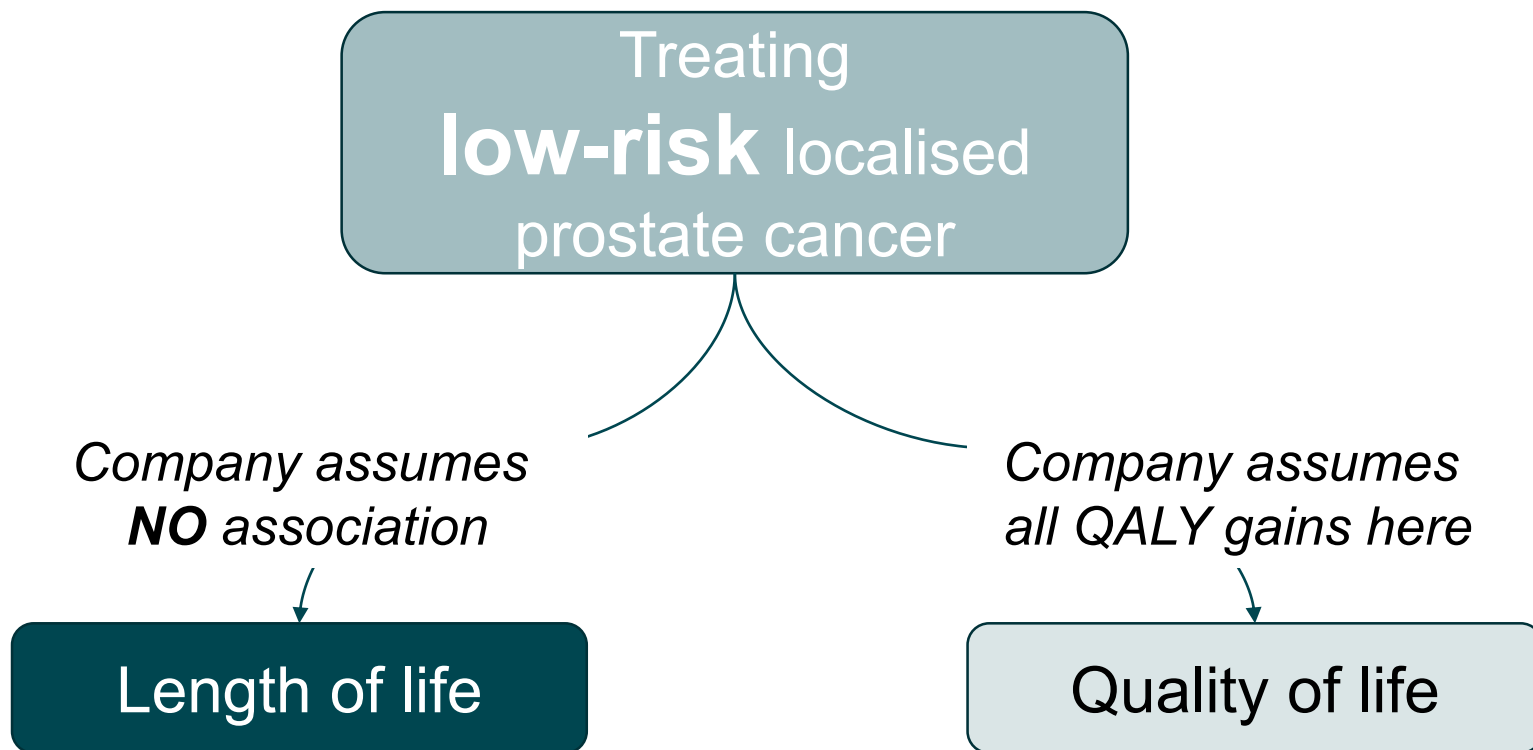 Treating
low-risk localised
prostate cancer
Company assumes
NO association
Company assumes
all QALY gains here
Length of life
Quality of life